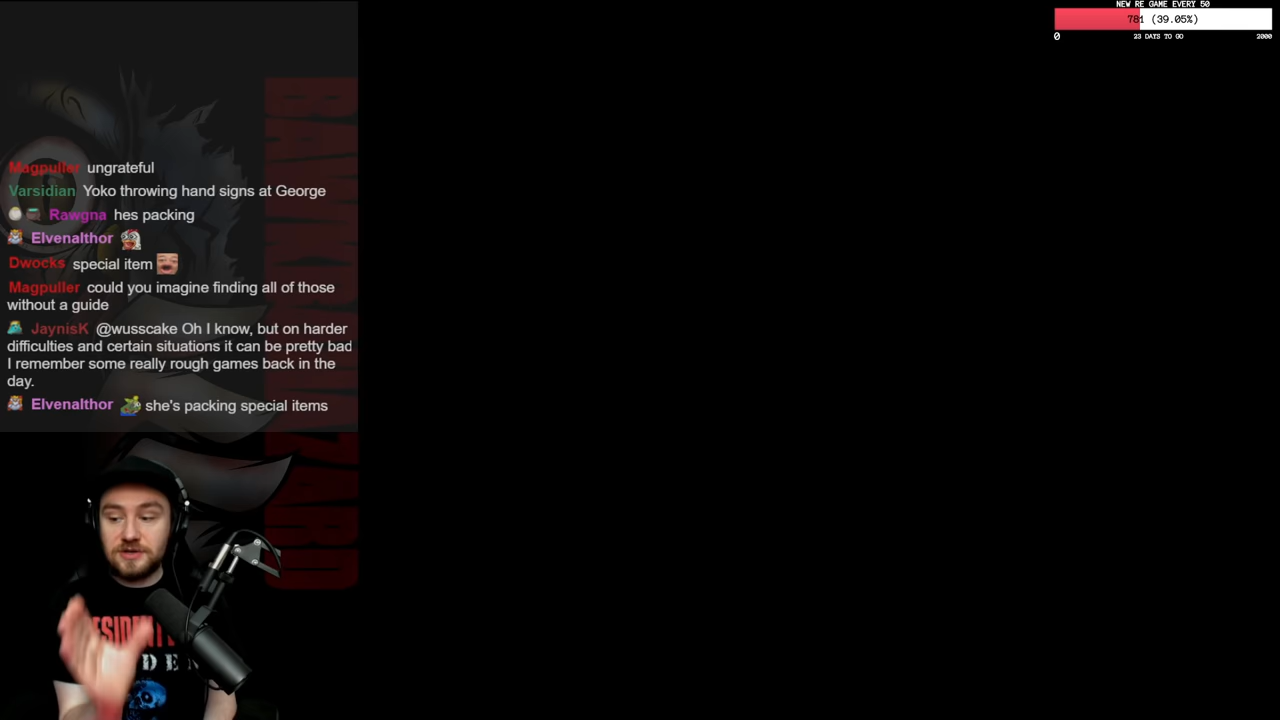 NEW RE GAME EVERY 50
781 (39.05%)
0 23 DAYS TO GO 2000
Magpuller ungrateful
Varsidian Yoko throwing hand signs at George
Rawgna hes packing
Elvenalthor
Dwocks special item
Magpuller could you imagine finding all of those
without a guide
JaynisK @wusscake Oh I know, but on harder
difficulties and certain situations it can be pretty bad
I remember some really rough games back in the
day.
Elvenalthor she's packing special items